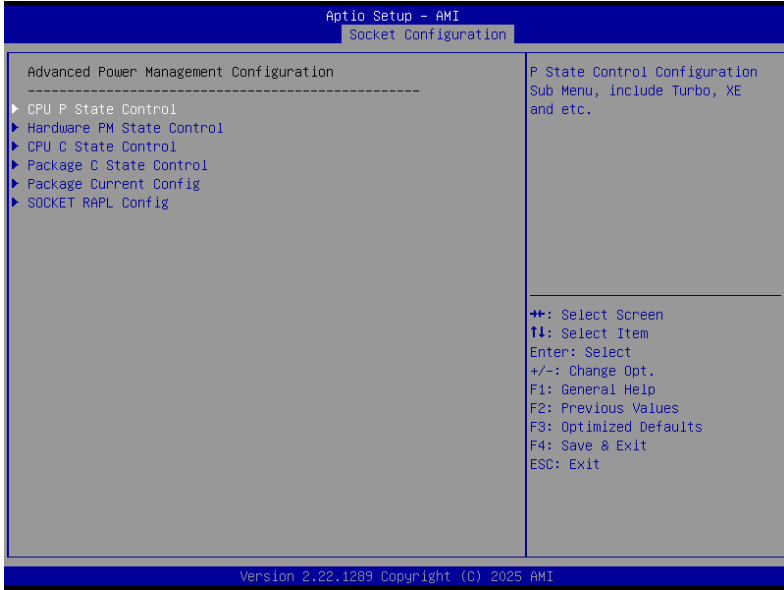 Aptio Setup – AMI
Socket Configuration
Advanced Power Management Configuration
--------------------------------------------------
CPU P State Control
Hardware PM State Control
CPU C State Control
Package C State Control
Package Current Config
SOCKET RAPL Config
P State Control Configuration
Sub Menu, include Turbo, XE
and etc.
→←: Select Screen
↑↓: Select Item
Enter: Select
+/-: Change Opt.
F1: General Help
F2: Previous Values
F3: Optimized Defaults
F4: Save & Exit
ESC: Exit
Version 2.22.1289 Copyright (C) 2025 AMI